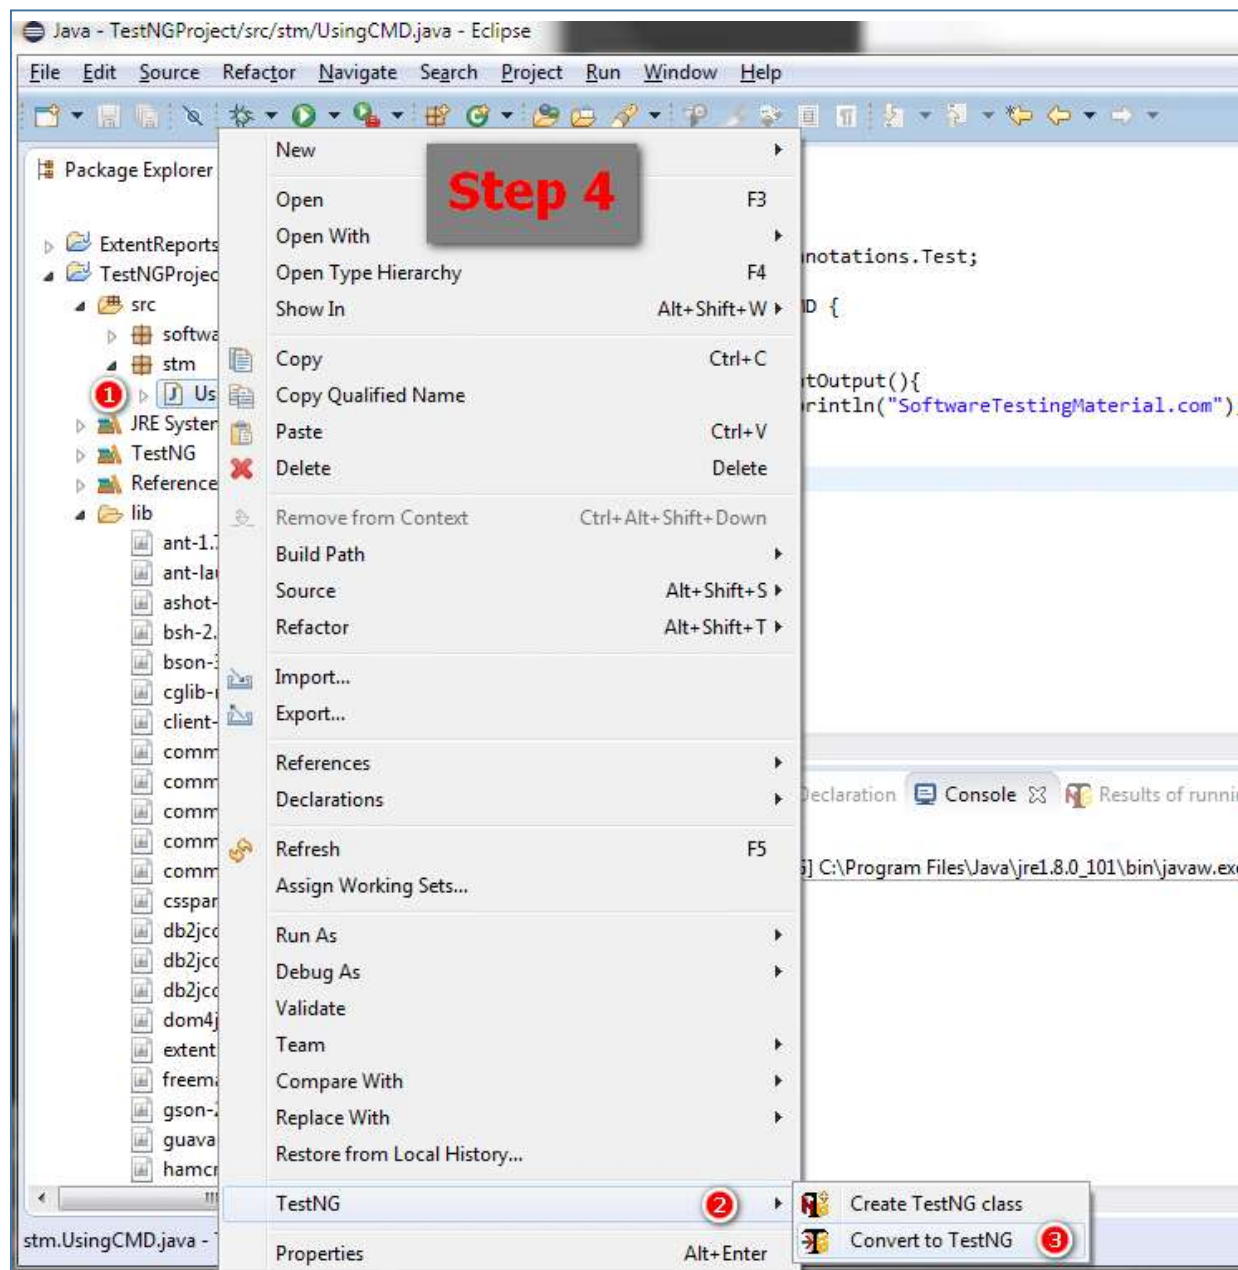 Java - TestNGProject/src/stm/UsingCMD.java - Eclipse
File Edit Source Refactor Navigate Search Project Run Window Help
Package Explorer
ExtentReports
TestNGProjec
src
softwa
stm
1 Us
JRE System
TestNG
Reference
lib
ant-1.
ant-la
ashot-
bsh-2.
bson-3
cglib-
client-
comm
comm
comm
comm
comm
csspar
db2jcc
db2jcc
db2jcc
dom4j
extent
freema
gson-2
guava
hamcr
stm.UsingCMD.java -
Step 4
New
Open F3
Open With
Open Type Hierarchy F4
Show In Alt+Shift+W
Copy Ctrl+C
Copy Qualified Name
Paste Ctrl+V
Delete Delete
Remove from Context Ctrl+Alt+Shift+Down
Build Path
Source Alt+Shift+S
Refactor Alt+Shift+T
Import...
Export...
References
Declarations
Refresh F5
Assign Working Sets...
Run As
Debug As
Validate
Team
Compare With
Replace With
Restore from Local History...
TestNG 2
Properties Alt+Enter
Create TestNG class
Convert to TestNG 3
notations.Test;
D {
tOutput(){
rintln("SoftwareTestingMaterial.com")
Declaration Console Results of runni
] C:\Program Files\Java\jre1.8.0_101\bin\javaw.exe